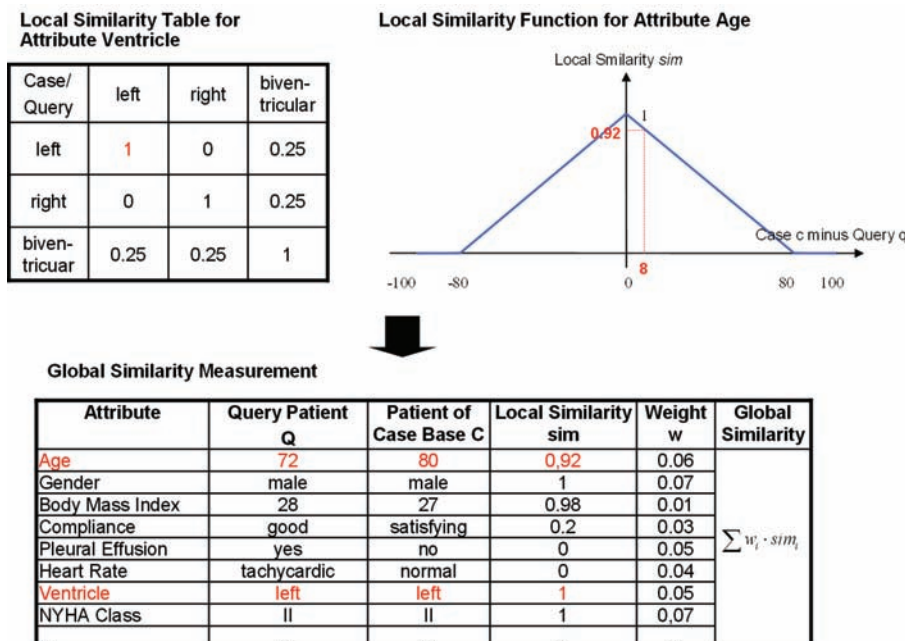 Local Similarity Table for
Attribute Ventricle
Case/ Query left right biven-tricular
left 1 0 0.25
right 0 1 0.25
biven-tricuar 0.25 0.25 1
Local Similarity Function for Attribute Age
Local Smilarity sim
1
0.92
Case c minus Query q
8
-100 -80 0 80 100
Global Similarity Measurement
Attribute Query Patient Q Patient of Case Base C Local Similarity sim Weight w Global Similarity
Age 72 80 0,92 0.06
Gender male male 1 0.07
Body Mass Index 28 27 0.98 0.01
Compliance good satisfying 0.2 0.03
∑ wᵢ · simᵢ
Pleural Effusion yes no 0 0.05
Heart Rate tachycardic normal 0 0.04
Ventricle left left 1 0.05
NYHA Class II II 1 0,07